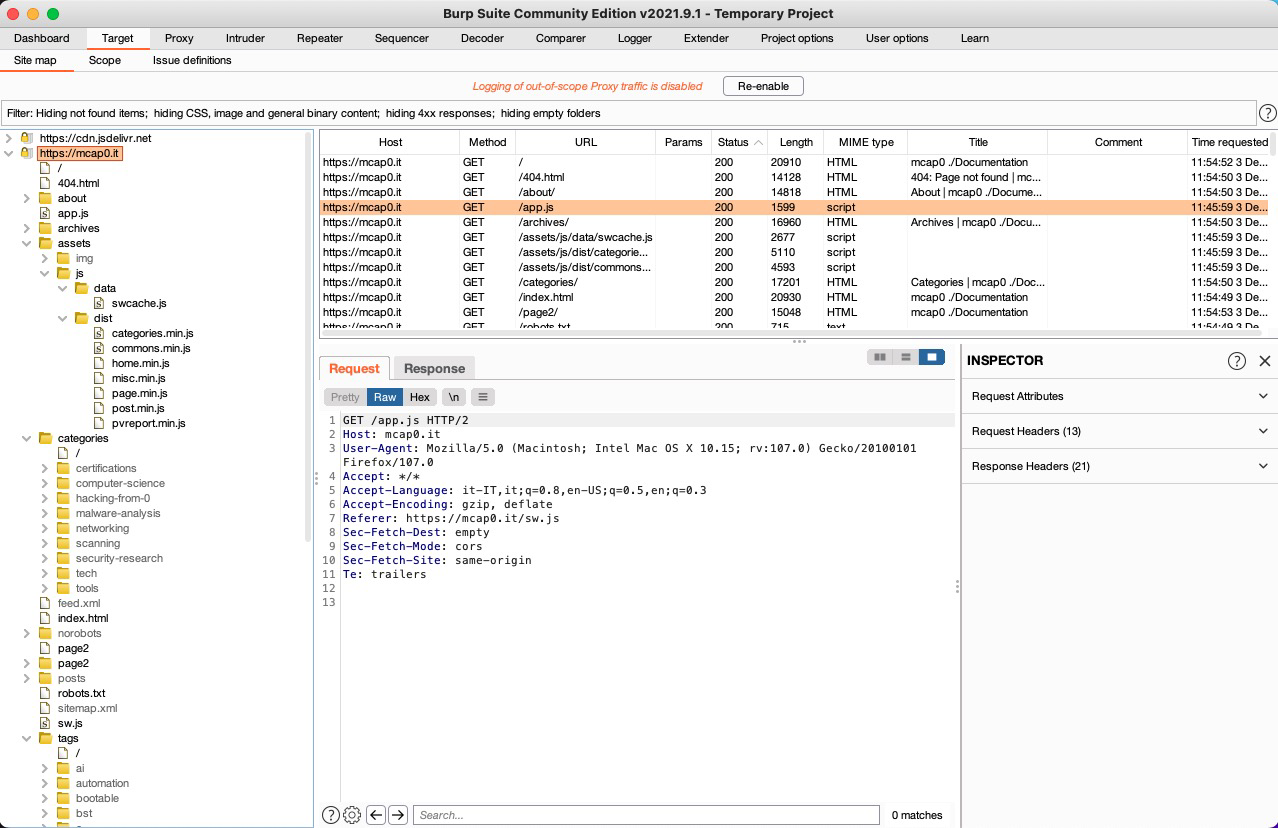 Burp Suite Community Edition v2021.9.1 - Temporary Project
Dashboard Target Proxy Intruder Repeater Sequencer Decoder Comparer Logger Extender Project options User options Learn
Site map Scope Issue definitions
Logging of out-of-scope Proxy traffic is disabled Re-enable
Filter: Hiding not found items; hiding CSS, image and general binary content; hiding 4xx responses; hiding empty folders ?
https://cdn.jsdelivr.net
https://mcap0.it
/
404.html
about
app.js
archives
assets
img
js
data
swcache.js
dist
categories.min.js
commons.min.js
home.min.js
misc.min.js
page.min.js
post.min.js
pvreport.min.js
categories
/
certifications
computer-science
hacking-from-0
malware-analysis
networking
scanning
security-research
tech
tools
feed.xml
index.html
norobots
page2
page2
posts
robots.txt
sitemap.xml
sw.js
tags
/
ai
automation
bootable
bst
Host Method URL Params Status Length MIME type Title Comment Time requested
https://mcap0.it GET / 200 20910 HTML mcap0 ./Documentation 11:54:52 3 De...
https://mcap0.it GET /404.html 200 14128 HTML 404: Page not found | mc... 11:54:50 3 De...
https://mcap0.it GET /about/ 200 14818 HTML About | mcap0 ./Docume... 11:54:50 3 De...
https://mcap0.it GET /app.js 200 1599 script 11:45:59 3 De...
https://mcap0.it GET /archives/ 200 16960 HTML Archives | mcap0 ./Docu... 11:54:50 3 De...
https://mcap0.it GET /assets/js/data/swcache.js 200 2677 script 11:45:59 3 De...
https://mcap0.it GET /assets/js/dist/categorie... 200 5110 script 11:45:59 3 De...
https://mcap0.it GET /assets/js/dist/commons... 200 4593 script 11:45:59 3 De...
https://mcap0.it GET /categories/ 200 17201 HTML Categories | mcap0 ./Doc... 11:54:50 3 De...
https://mcap0.it GET /index.html 200 20930 HTML mcap0 ./Documentation 11:54:49 3 De...
https://mcap0.it GET /page2/ 200 15048 HTML mcap0 ./Documentation 11:54:53 3 De...
https://mcap0.it GET /robots.txt 200 715 text 11:54:49 3 De...
Request Response
Pretty Raw Hex \n
1 GET /app.js HTTP/2
2 Host: mcap0.it
3 User-Agent: Mozilla/5.0 (Macintosh; Intel Mac OS X 10.15; rv:107.0) Gecko/20100101
Firefox/107.0
4 Accept: */*
5 Accept-Language: it-IT,it;q=0.8,en-US;q=0.5,en;q=0.3
6 Accept-Encoding: gzip, deflate
7 Referer: https://mcap0.it/sw.js
8 Sec-Fetch-Dest: empty
9 Sec-Fetch-Mode: cors
10 Sec-Fetch-Site: same-origin
11 Te: trailers
12
13
? Search... 0 matches
INSPECTOR ?
Request Attributes
Request Headers (13)
Response Headers (21)